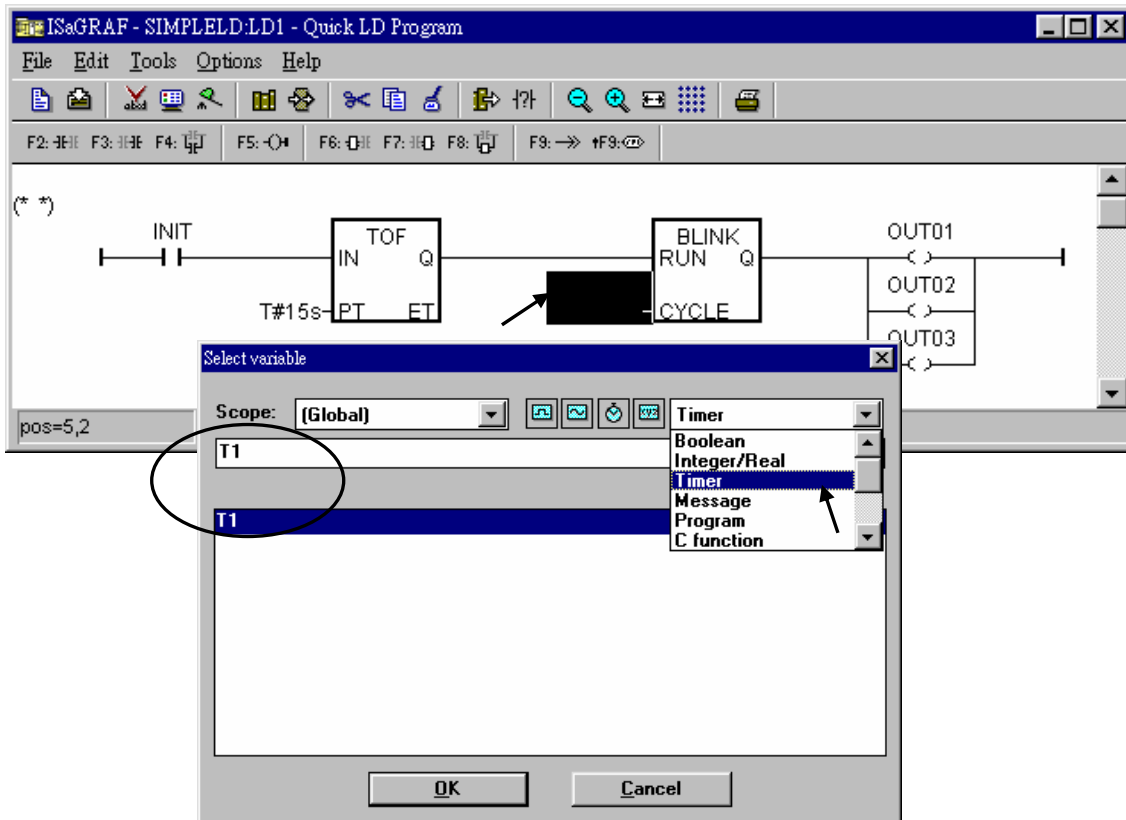 ISaGRAF - SIMPLELD:LD1 - Quick LD Program
File Edit Tools Options Help
F2: F3: F4: F5: F6: F7: F8: F9: F9:
(* *)
INIT TOF BLINK OUT01
IN Q RUN Q
OUT02
T#15s PT ET CYCLE
OUT03
Select variable
Scope: (Global) Timer
pos=5,2
T1 Boolean
Integer/Real
Timer
T1 Message
Program
C function
OK Cancel